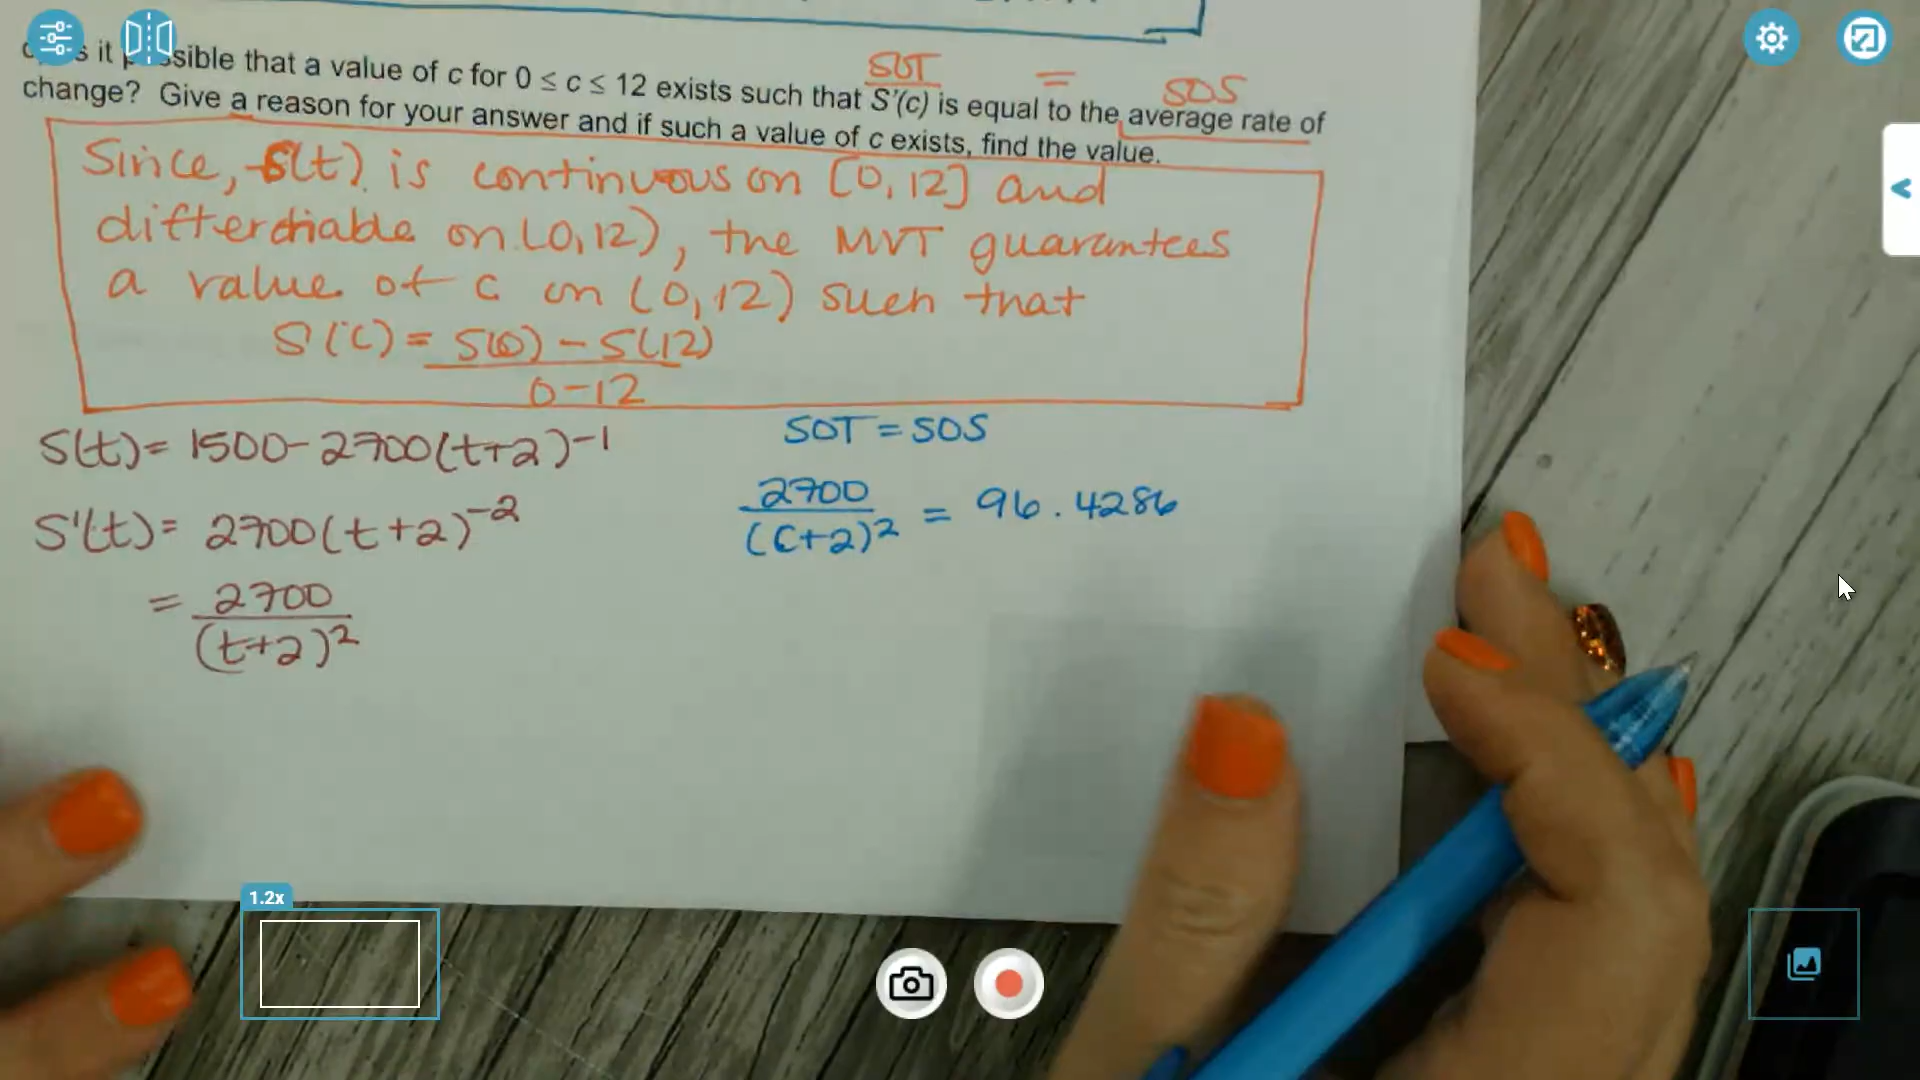 s it possible that a value of c for 0 ≤ c ≤ 12 exists such that S'(c) is equal to the average rate of
SOT = SOS
change? Give a reason for your answer and if such a value of c exists, find the value.
Since, S(t) is continuous on [0,12] and
differentiable on (0,12), the MVT guarantees
a value of c on (0,12) such that
S'(c) = S(0) - S(12)
0-12
S(t) = 1500 - 2700(t+2)^-1
S'(t) = 2700(t+2)^-2
= 2700
(t+2)^2
SOT = SOS
2700
(c+2)^2 = 96.4286
1.2x